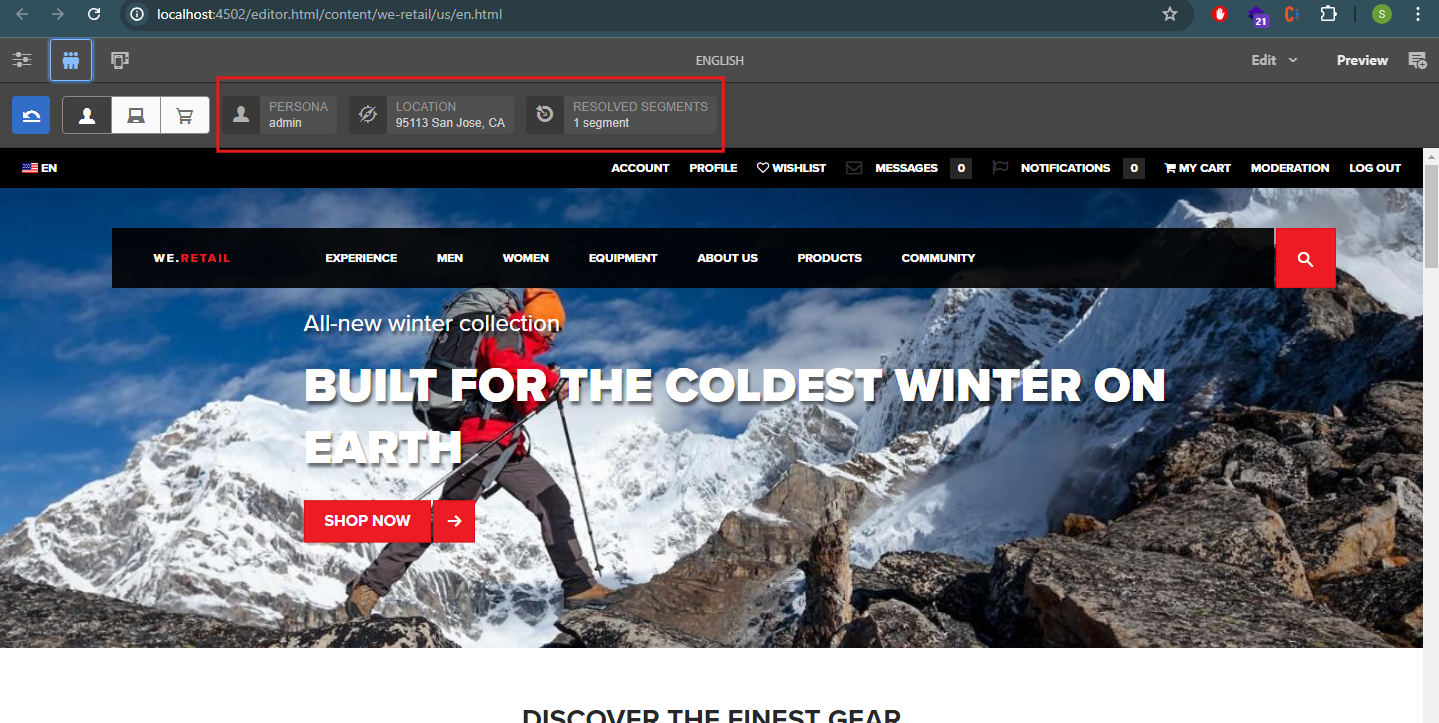 localhost:4502/editor.html/content/we-retail/us/en.html
21
S
ENGLISH
Edit
Preview
PERSONA
admin
LOCATION
95113 San Jose, CA
RESOLVED SEGMENTS
1 segment
EN
ACCOUNT PROFILE WISHLIST MESSAGES 0 NOTIFICATIONS 0 MY CART MODERATION LOG OUT
WE.RETAIL EXPERIENCE MEN WOMEN EQUIPMENT ABOUT US PRODUCTS COMMUNITY
All-new winter collection
BUILT FOR THE COLDEST WINTER ON
EARTH
SHOP NOW
DISCOVER THE FINEST GEAR